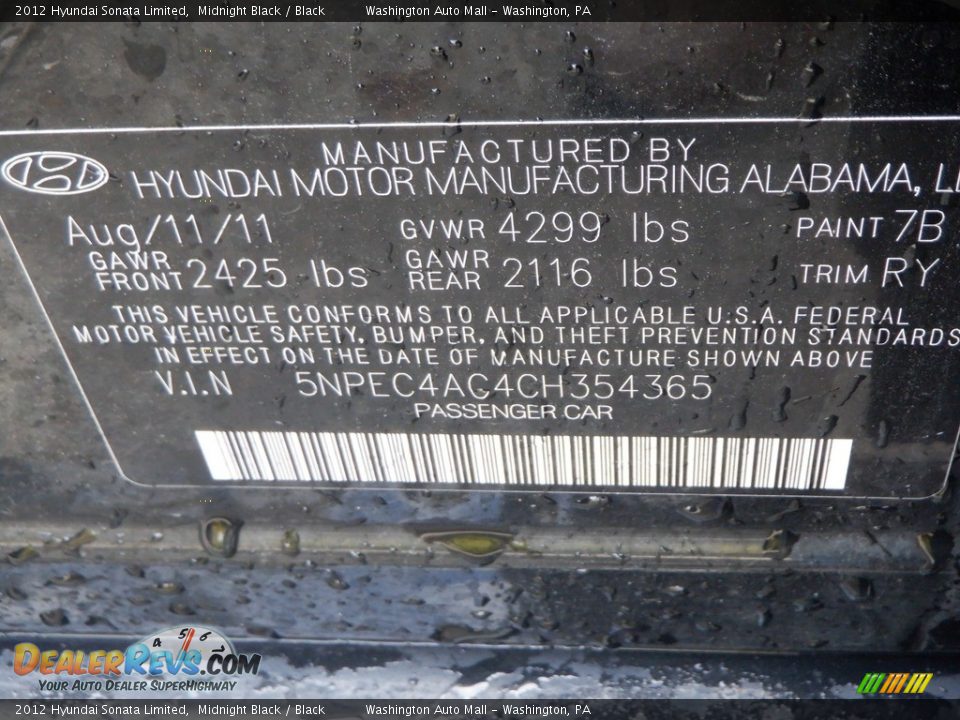 2012 Hyundai Sonata Limited, Midnight Black / Black Washington Auto Mall - Washington, PA
MANUFACTURED BY
HYUNDAI MOTOR MANUFACTURING ALABAMA,
Aug/11/11 GVWR 4299 lbs PAINT 7B
GAWR FRONT 2425 lbs GAWR REAR 2116 lbs TRIM RY
THIS VEHICLE CONFORMS TO ALL APPLICABLE U.S.A. FEDERAL
MOTOR VEHICLE SAFETY, BUMPER, AND THEFT PREVENTION STANDARDS
IN EFFECT ON THE DATE OF MANUFACTURE SHOWN ABOVE
V.I.N 5NPEC4AC4CH354365
PASSENGER CAR
4 5 6
DealerRevs.com
Your Auto Dealer SuperHighway
2012 Hyundai Sonata Limited, Midnight Black / Black Washington Auto Mall - Washington, PA